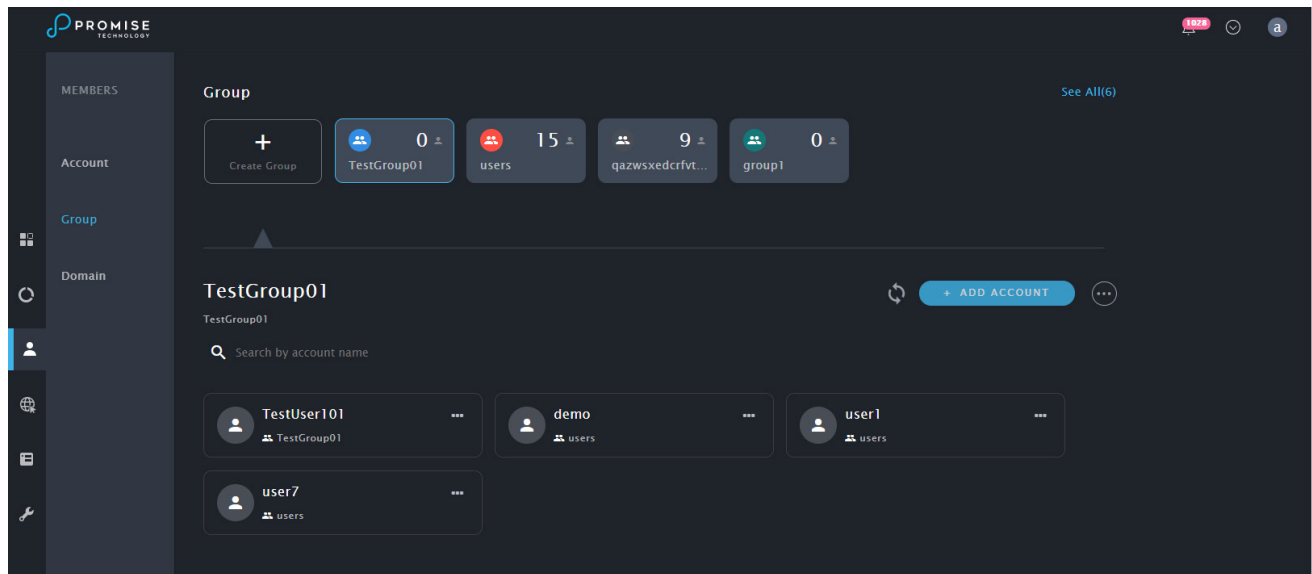 PROMISE
TECHNOLOGY
1028
a
MEMBERS
Account
Group
Domain
Group
See All(6)
+
Create Group
0
TestGroup01
15
users
9
qazwsxedcrfvt...
0
group1
TestGroup01
TestGroup01
+ ADD ACCOUNT
Search by account name
TestUser101
TestGroup01
demo
users
user1
users
user7
users